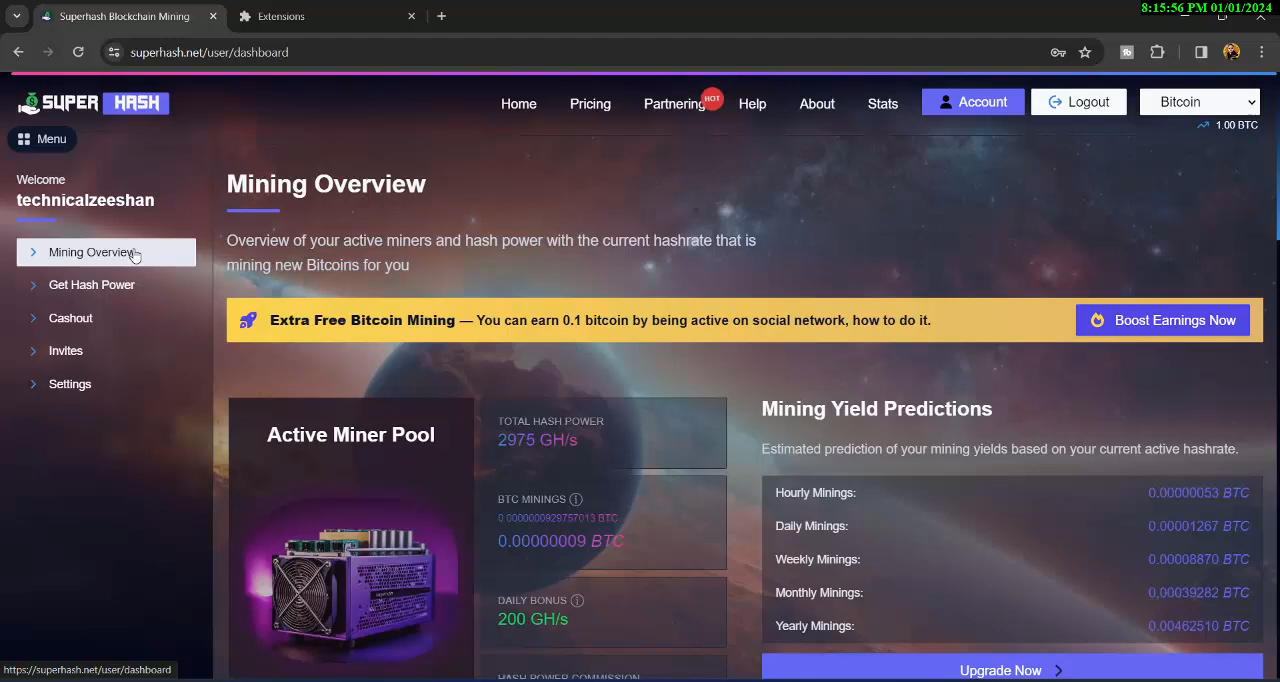 8:15:56 PM 01/01/2024
Superhash Blockchain Mining
Extensions
superhash.net/user/dashboard
SUPER HASH
Home
Pricing
Partnering
HOT
Help
About
Stats
Account
Logout
Bitcoin
1.00 BTC
Menu
Welcome
technicalzeeshan
Mining Overview
Get Hash Power
Cashout
Invites
Settings
Mining Overview
Overview of your active miners and hash power with the current hashrate that is
mining new Bitcoins for you
Extra Free Bitcoin Mining — You can earn 0.1 bitcoin by being active on social network, how to do it.
Boost Earnings Now
Active Miner Pool
TOTAL HASH POWER
2975 GH/s
BTC MININGS
0.0000000929757013 BTC
0.00000009 BTC
DAILY BONUS
200 GH/s
HASH POWER COMMISSION
Mining Yield Predictions
Estimated prediction of your mining yields based on your current active hashrate.
Hourly Minings: 0.00000053 BTC
Daily Minings: 0.00001267 BTC
Weekly Minings: 0.00008870 BTC
Monthly Minings: 0.00039282 BTC
Yearly Minings: 0.00462510 BTC
Upgrade Now
https://superhash.net/user/dashboard